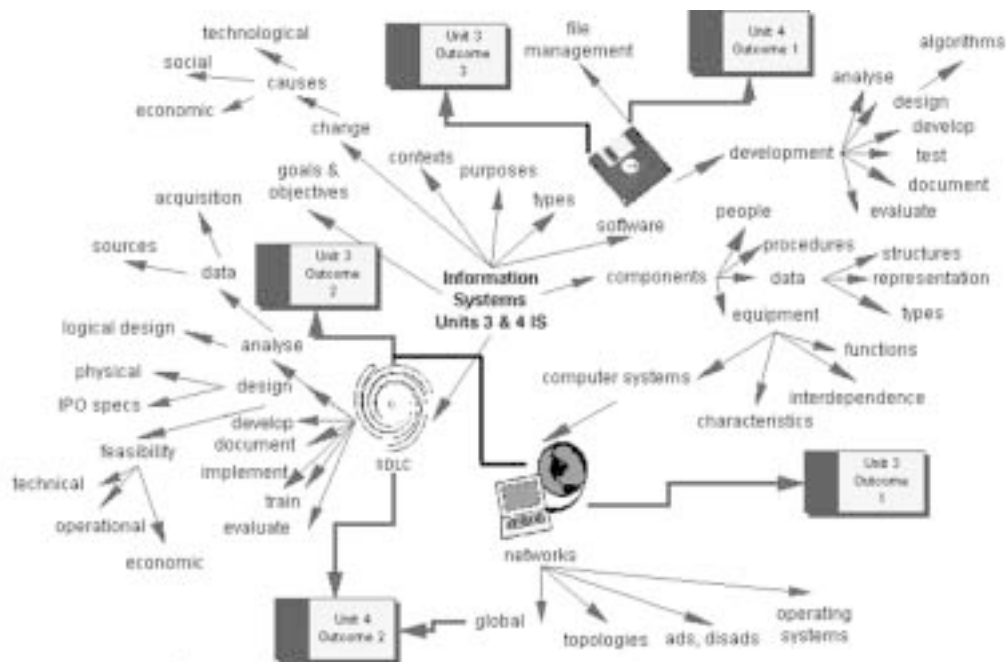 technological
social
causes
economic
change
goals &
objectives
contexts
purposes
types
file
management
Unit 3
Outcome
3
Unit 4
Outcome 1
algorithms
analyse
design
develop
development
test
document
evaluate
software
people
procedures
structures
components
data
representation
types
equipment
functions
computer systems
interdependence
characteristics
acquisition
sources
data
Unit 3
Outcome
2
Information
Systems
Units 3 & 4 IS
logical design
analyse
physical
design
IPO specs
develop
document
feasibility
implement
SDLC
technical
train
operational
evaluate
economic
Unit 3
Outcome
1
networks
global
topologies
ads, disads
operating
systems
Unit 4
Outcome 2